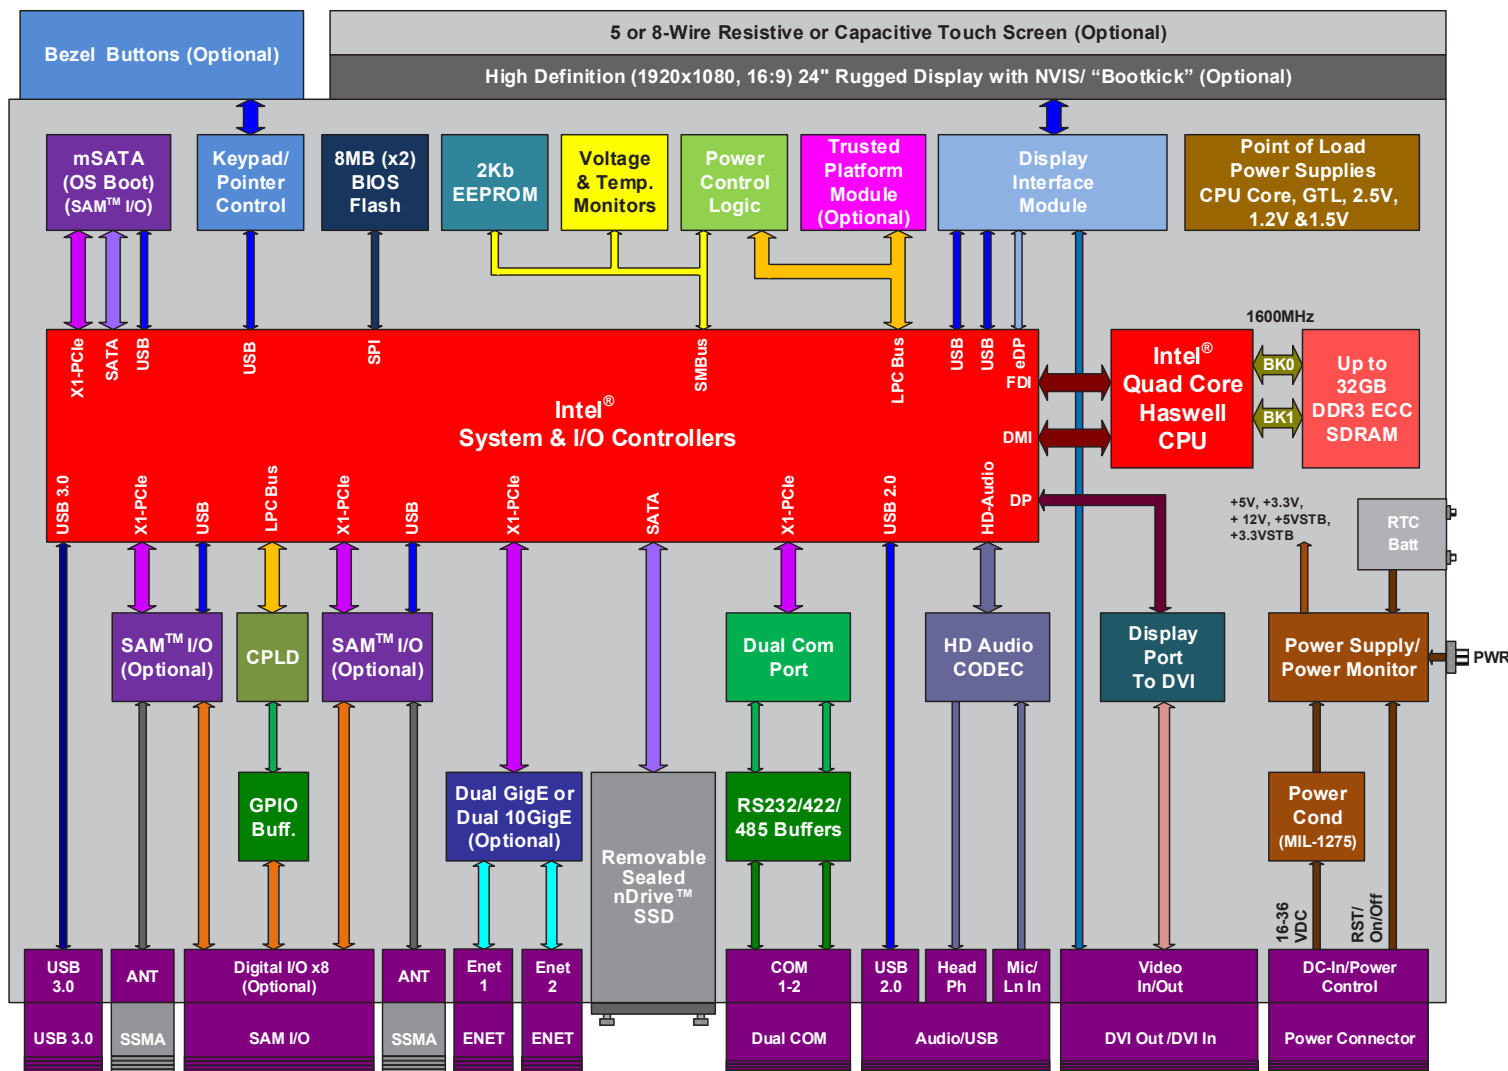 Bezel Buttons (Optional)
5 or 8-Wire Resistive or Capacitive Touch Screen (Optional)
High Definition (1920x1080, 16:9) 24" Rugged Display with NVIS/ “Bootkick” (Optional)
mSATA
(OS Boot)
(SAM™ I/O)
Keypad/
Pointer
Control
8MB (x2)
BIOS
Flash
2Kb
EEPROM
Voltage
& Temp.
Monitors
Power
Control
Logic
Trusted
Platform
Module
(Optional)
Display
Interface
Module
Point of Load
Power Supplies
CPU Core, GTL, 2.5V,
1.2V &1.5V
X1-PCIe
SATA
USB
USB
SPI
SMBus
LPC Bus
USB
USB
eDP
FDI
DMI
DP
Intel®
System & I/O Controllers
Intel®
Quad Core
Haswell
CPU
1600MHz
BK0
BK1
Up to
32GB
DDR3 ECC
SDRAM
USB 3.0
X1-PCIe
USB
LPC Bus
X1-PCIe
USB
X1-PCIe
SATA
X1-PCIe
USB 2.0
HD-Audio
+5V, +3.3V,
+ 12V, +5VSTB,
+3.3VSTB
RTC
Batt
SAM™ I/O
(Optional)
CPLD
SAM™ I/O
(Optional)
Dual Com
Port
HD Audio
CODEC
Display
Port
To DVI
Power Supply/
Power Monitor
PWR
GPIO
Buff.
Dual GigE or
Dual 10GigE
(Optional)
Removable
Sealed
nDrive™
SSD
RS232/422/
485 Buffers
Power
Cond
(MIL-1275)
16-36
VDC
RST/
On/Off
USB
3.0
ANT
Digital I/O x8
(Optional)
ANT
Enet
1
Enet
2
COM
1-2
USB
2.0
Head
Ph
Mic/
Ln In
Video
In/Out
DC-In/Power
Control
USB 3.0
SSMA
SAM I/O
SSMA
ENET
ENET
Dual COM
Audio/USB
DVI Out /DVI In
Power Connector